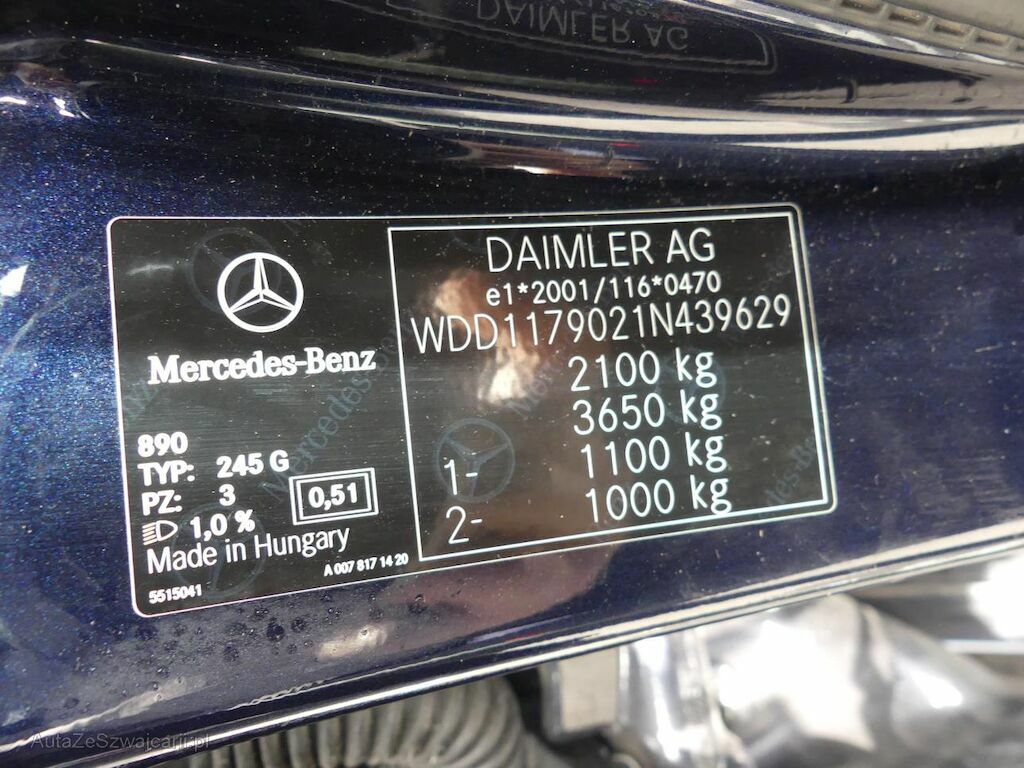 DAIMLER AG
Mercedes-Benz
890
TYP: 245 G
PZ: 3
0,51
1,0 %
Made in Hungary
5515041
A 007 817 14 20
DAIMLER AG
e1*2001/116*0470
WDD1179021N439629
2100 kg
3650 kg
1- 1100 kg
2- 1000 kg
AutaZeSzwajcarii.pl